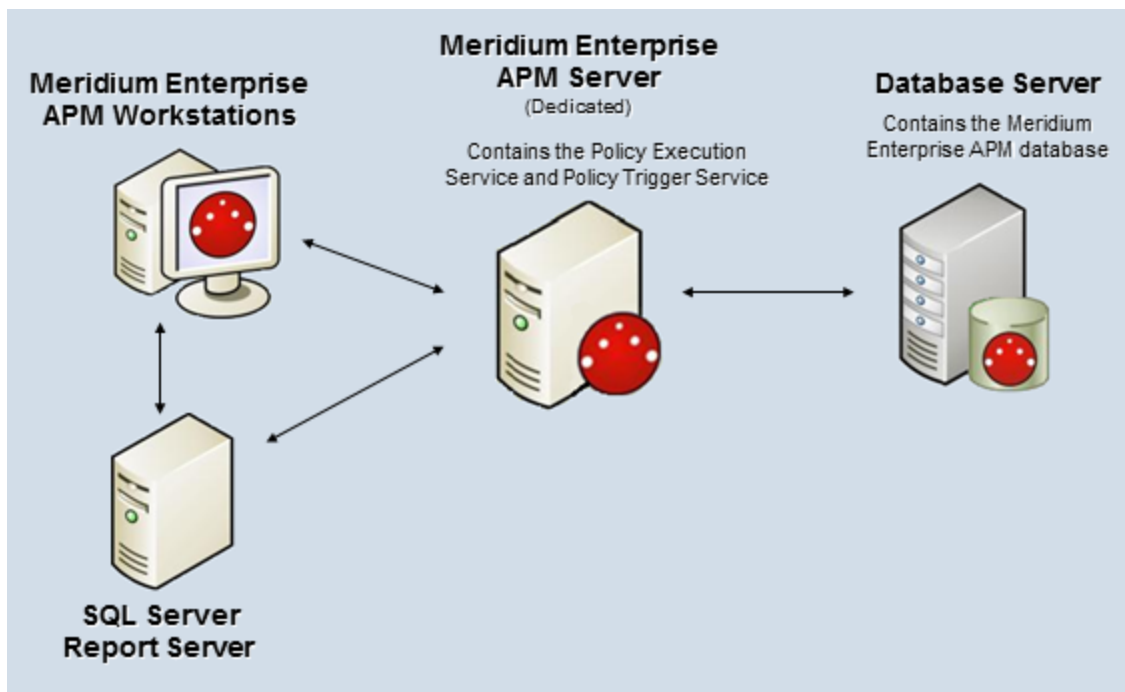 Meridium Enterprise
APM Workstations
Meridium Enterprise
APM Server
(Dedicated)
Contains the Policy Execution
Service and Policy Trigger Service
Database Server
Contains the Meridium
Enterprise APM database
SQL Server
Report Server